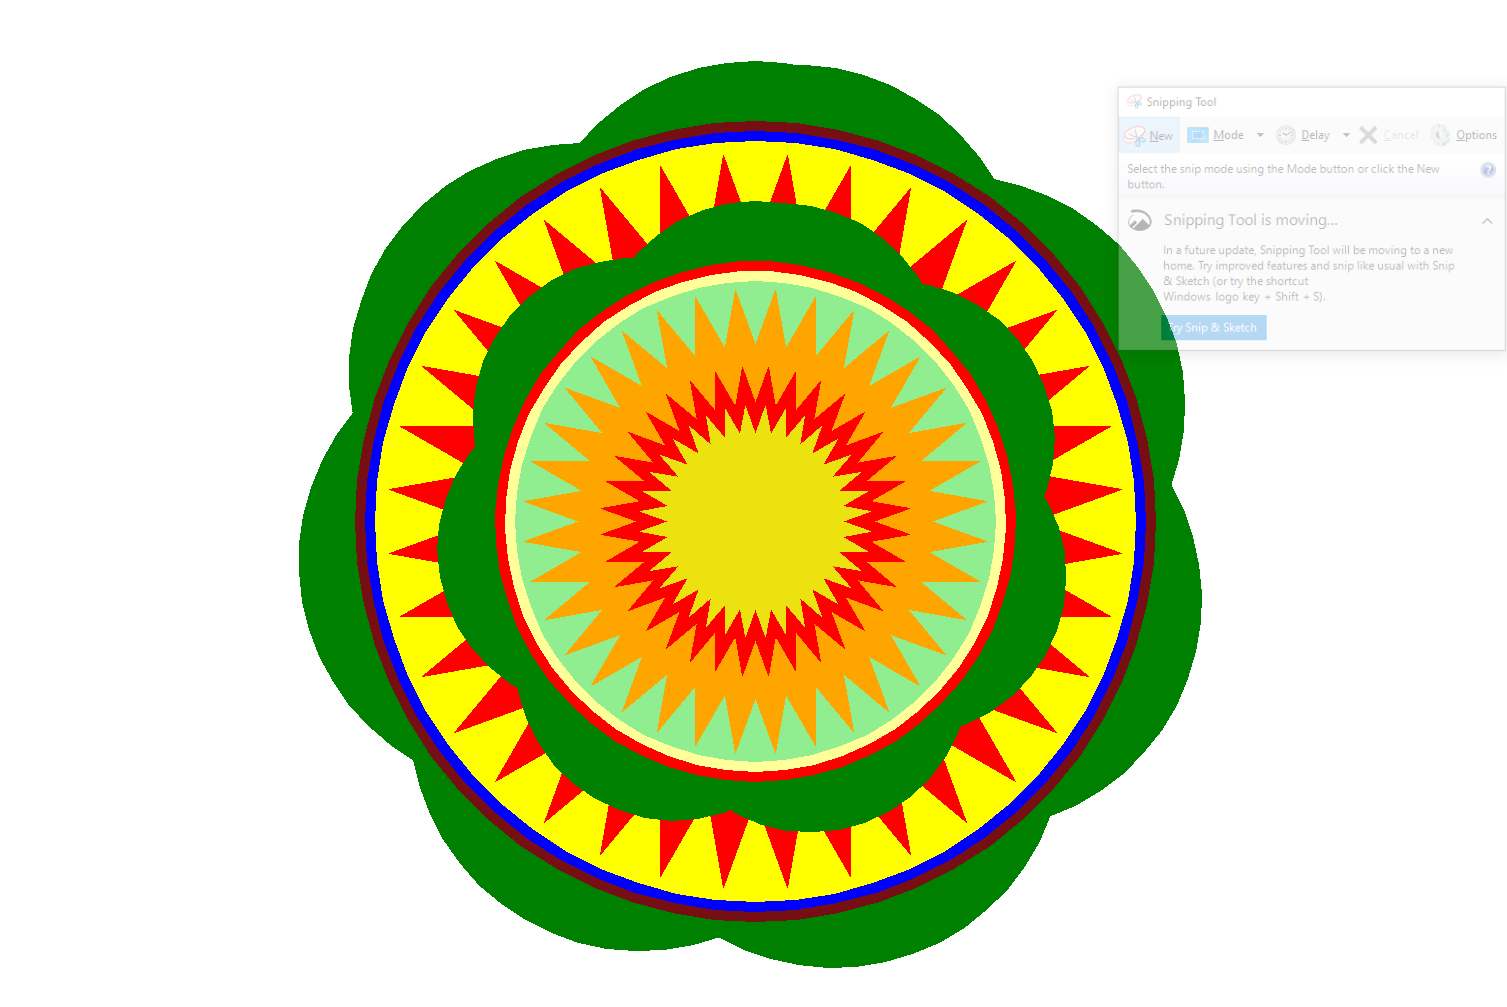 Snipping Tool
New Mode Delay Cancel Options
Select the snip mode using the Mode button or click the New
button.
Snipping Tool is moving...
In a future update, Snipping Tool will be moving to a new
home. Try improved features and snip like usual with Snip
& Sketch (or try the shortcut
Windows logo key + Shift + S).
Try Snip & Sketch